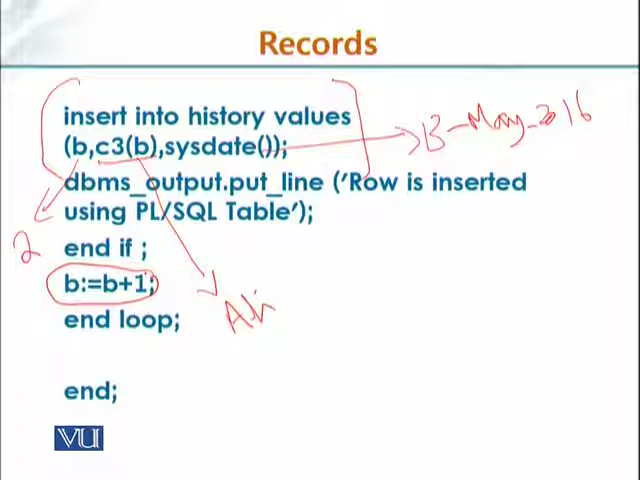 Records
insert into history values
(b,c3(b),sysdate());
13-May-2016
dbms_output.put_line ('Row is inserted
using PL/SQL Table');
2
end if ;
b:=b+1;
Ali
end loop;
end;
VU